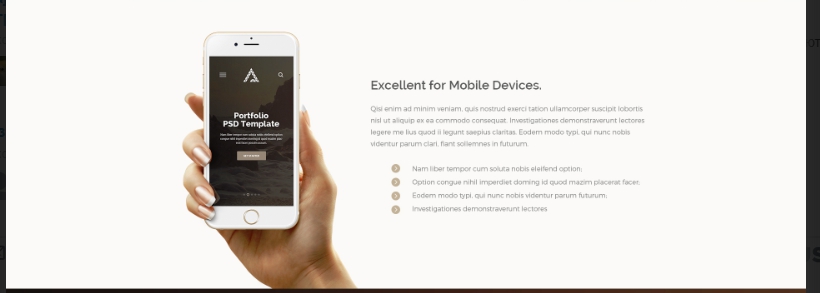 Portfolio
PSD Template
Excellent for Mobile Devices.
Qisi enim ad minim veniam, quis nostrud exerci tation ullamcorper suscipit lobortis
nisl ut aliquip ex ea commodo consequat. Investigationes demonstraverunt lectores
legere me lius quod ii legunt saepius claritas. Eodem modo typi, qui nunc nobis
videntur parum clari, fiant sollemnes in futurum.
Nam liber tempor cum soluta nobis eleifend option;
Option congue nihil imperdiet doming id quod mazim placerat facer;
Eodem modo typi, qui nunc nobis videntur parum futurum;
Investigationes demonstraverunt lectores